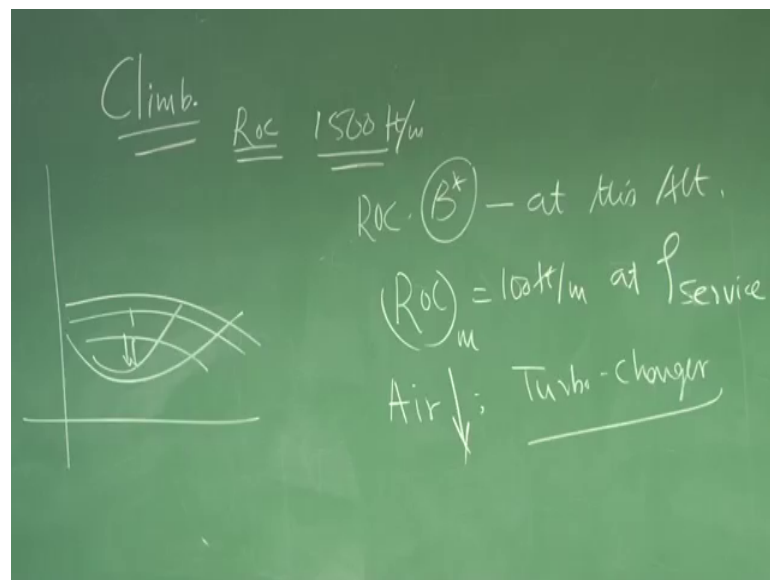 Climb.
Roc 1500 ft/m
Roc. B* – at this Alt.
(Roc)m = 100 ft/m at ρservice
Air ↓ ; Turbo-charger